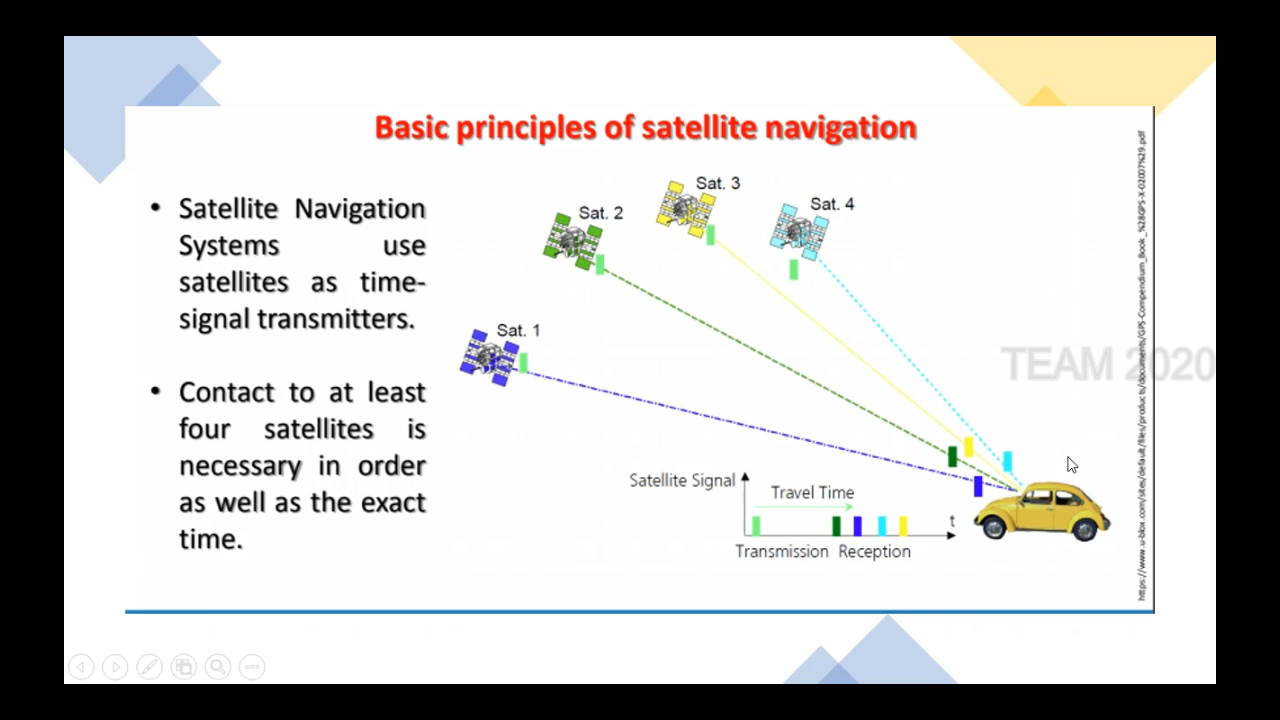 Basic principles of satellite navigation
• Satellite Navigation
Systems use
satellites as time-
signal transmitters.
• Contact to at least
four satellites is
necessary in order
as well as the exact
time.
Sat. 1
Sat. 2
Sat. 3
Sat. 4
Satellite Signal
Travel Time
t
Transmission Reception
TEAM 2020
https://www.u-blox.com/sites/default/files/products/documents/GPS-Compendium_Book_%28GPS-X-02007%29.pdf